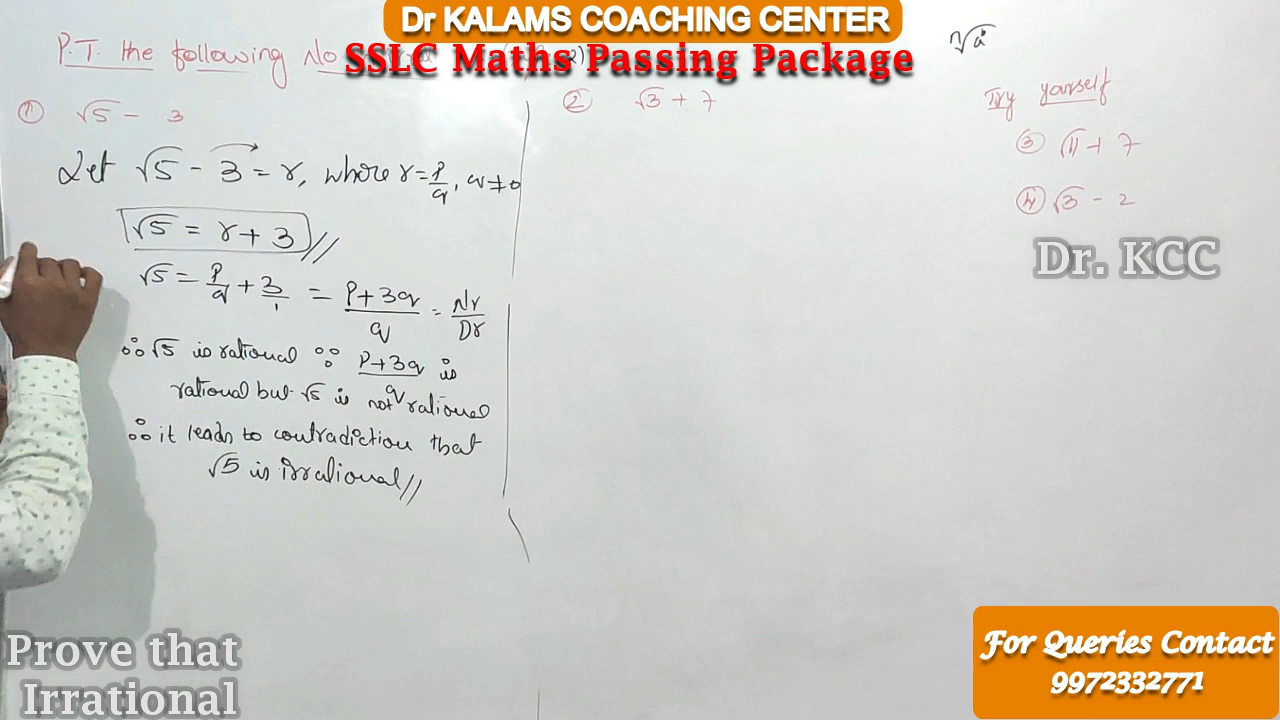 Dr KALAMS COACHING CENTER
SSLC Maths Passing Package
P.T. the following No
ⁿ√a
① √5 - 3
Let √5 - 3 = r, where r = p/q, q ≠ 0
√5 = r + 3 //
√5 = p/q + 3/1 = p+3q/q = Nr/Dr
∴ √5 is rational ∵ p+3q/q is
rational but √5 is not rational
∴ it leads to contradiction that
√5 is irrational //
② √3 + 7
Try yourself
③ √11 + 7
④ √3 - 2
Dr. KCC
Prove that
Irrational
For Queries Contact
9972332771